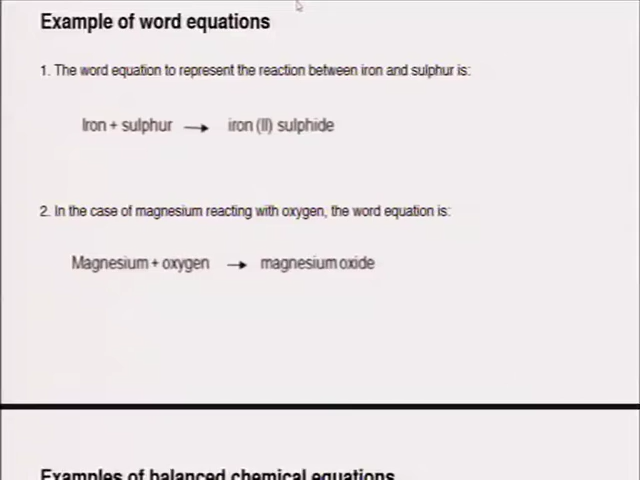 Example of word equations
1. The word equation to represent the reaction between iron and sulphur is:
Iron + sulphur → iron (II) sulphide
2. In the case of magnesium reacting with oxygen, the word equation is:
Magnesium + oxygen → magnesium oxide
Examples of balanced chemical equations